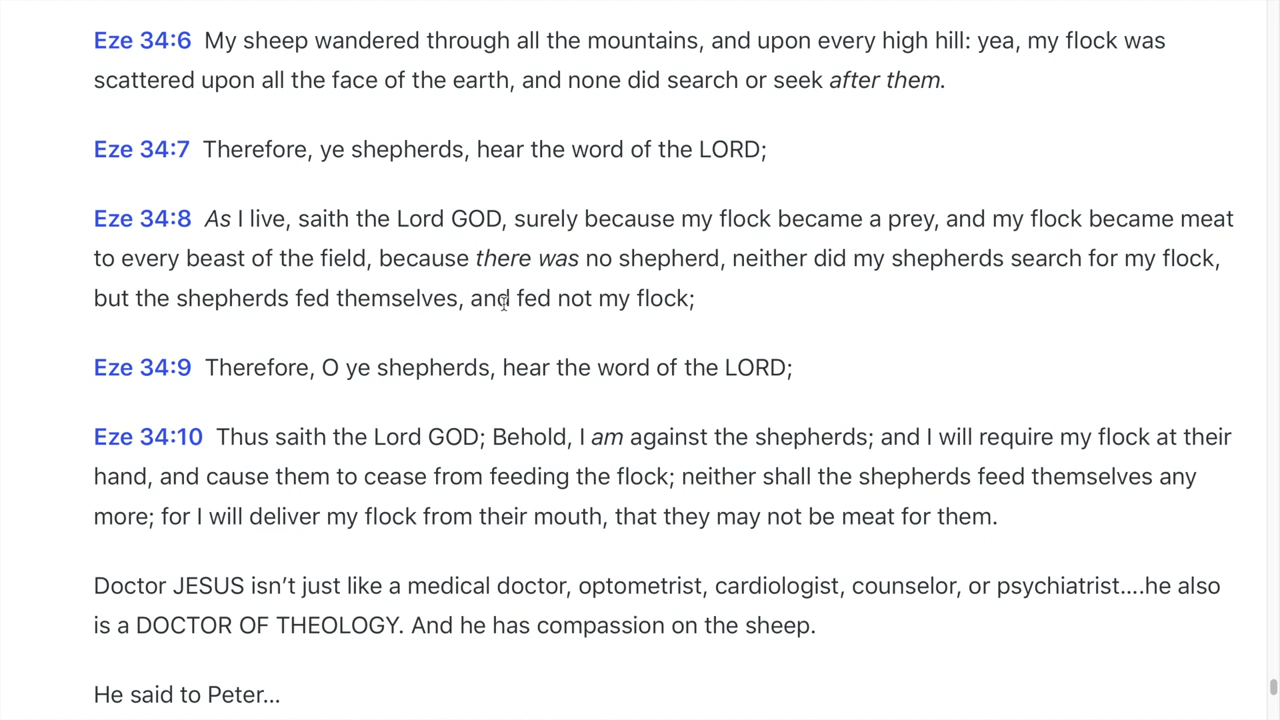 Eze 34:6 My sheep wandered through all the mountains, and upon every high hill: yea, my flock was
scattered upon all the face of the earth, and none did search or seek after them.
Eze 34:7 Therefore, ye shepherds, hear the word of the LORD;
Eze 34:8 As I live, saith the Lord GOD, surely because my flock became a prey, and my flock became meat
to every beast of the field, because there was no shepherd, neither did my shepherds search for my flock,
but the shepherds fed themselves, and fed not my flock;
Eze 34:9 Therefore, O ye shepherds, hear the word of the LORD;
Eze 34:10 Thus saith the Lord GOD; Behold, I am against the shepherds; and I will require my flock at their
hand, and cause them to cease from feeding the flock; neither shall the shepherds feed themselves any
more; for I will deliver my flock from their mouth, that they may not be meat for them.
Doctor JESUS isn’t just like a medical doctor, optometrist, cardiologist, counselor, or psychiatrist....he also
is a DOCTOR OF THEOLOGY. And he has compassion on the sheep.
He said to Peter...